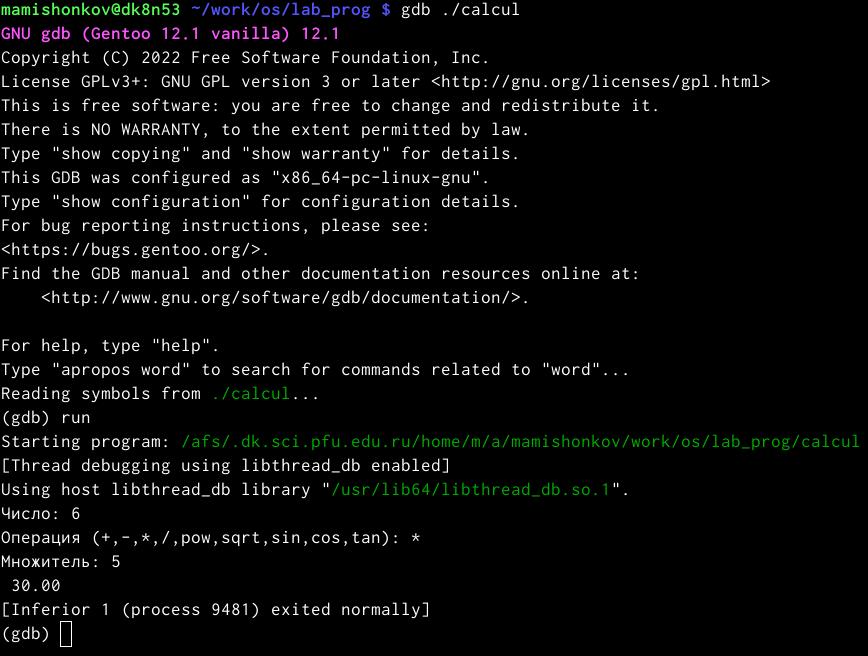 mamishonkov@dk8n53 ~/work/os/lab_prog $ gdb ./calcul
GNU gdb (Gentoo 12.1 vanilla) 12.1
Copyright (C) 2022 Free Software Foundation, Inc.
License GPLv3+: GNU GPL version 3 or later <http://gnu.org/licenses/gpl.html>
This is free software: you are free to change and redistribute it.
There is NO WARRANTY, to the extent permitted by law.
Type "show copying" and "show warranty" for details.
This GDB was configured as "x86_64-pc-linux-gnu".
Type "show configuration" for configuration details.
For bug reporting instructions, please see:
<https://bugs.gentoo.org/>.
Find the GDB manual and other documentation resources online at:
    <http://www.gnu.org/software/gdb/documentation/>.

For help, type "help".
Type "apropos word" to search for commands related to "word"...
Reading symbols from ./calcul...
(gdb) run
Starting program: /afs/.dk.sci.pfu.edu.ru/home/m/a/mamishonkov/work/os/lab_prog/calcul
[Thread debugging using libthread_db enabled]
Using host libthread_db library "/usr/lib64/libthread_db.so.1".
Число: 6
Операция (+,-,*,/,pow,sqrt,sin,cos,tan): *
Множитель: 5
 30.00
[Inferior 1 (process 9481) exited normally]
(gdb)